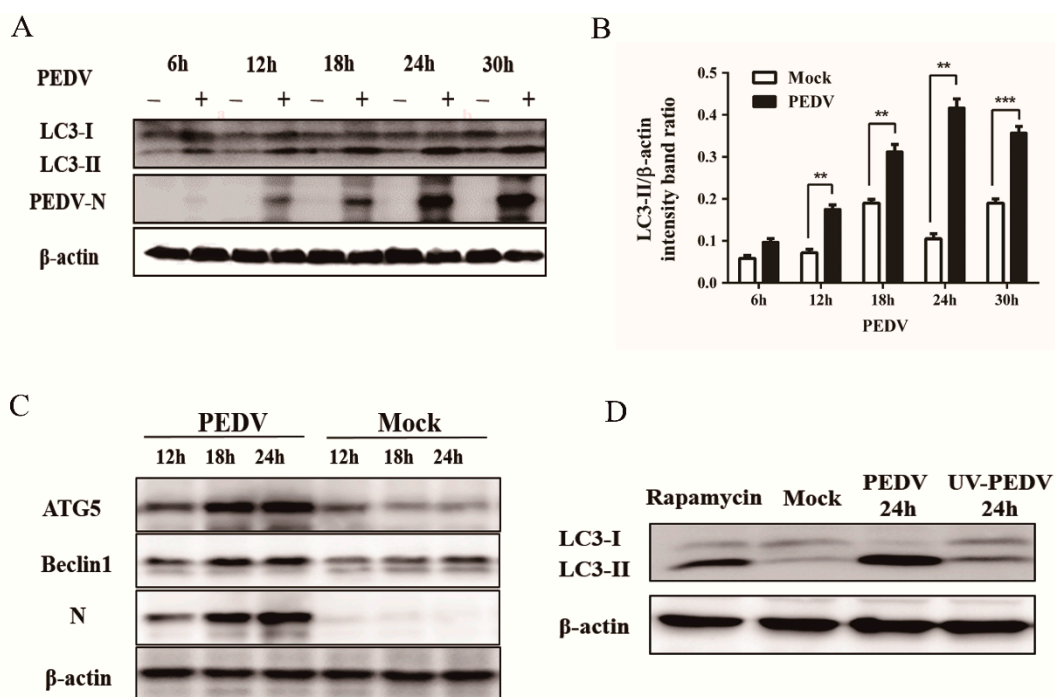 A
6h 12h 18h 24h 30h
PEDV
– + – + – + – + – +
LC3-I
LC3-II
PEDV-N
β-actin
B
LC3-II/β-actin
intensity band ratio
0.5
0.4
0.3
0.2
0.1
0.0
Mock
PEDV
**
**
**
***
6h 12h 18h 24h 30h
PEDV
C
PEDV Mock
12h 18h 24h 12h 18h 24h
ATG5
Beclin1
N
β-actin
D
Rapamycin Mock PEDV 24h UV-PEDV 24h
LC3-I
LC3-II
β-actin